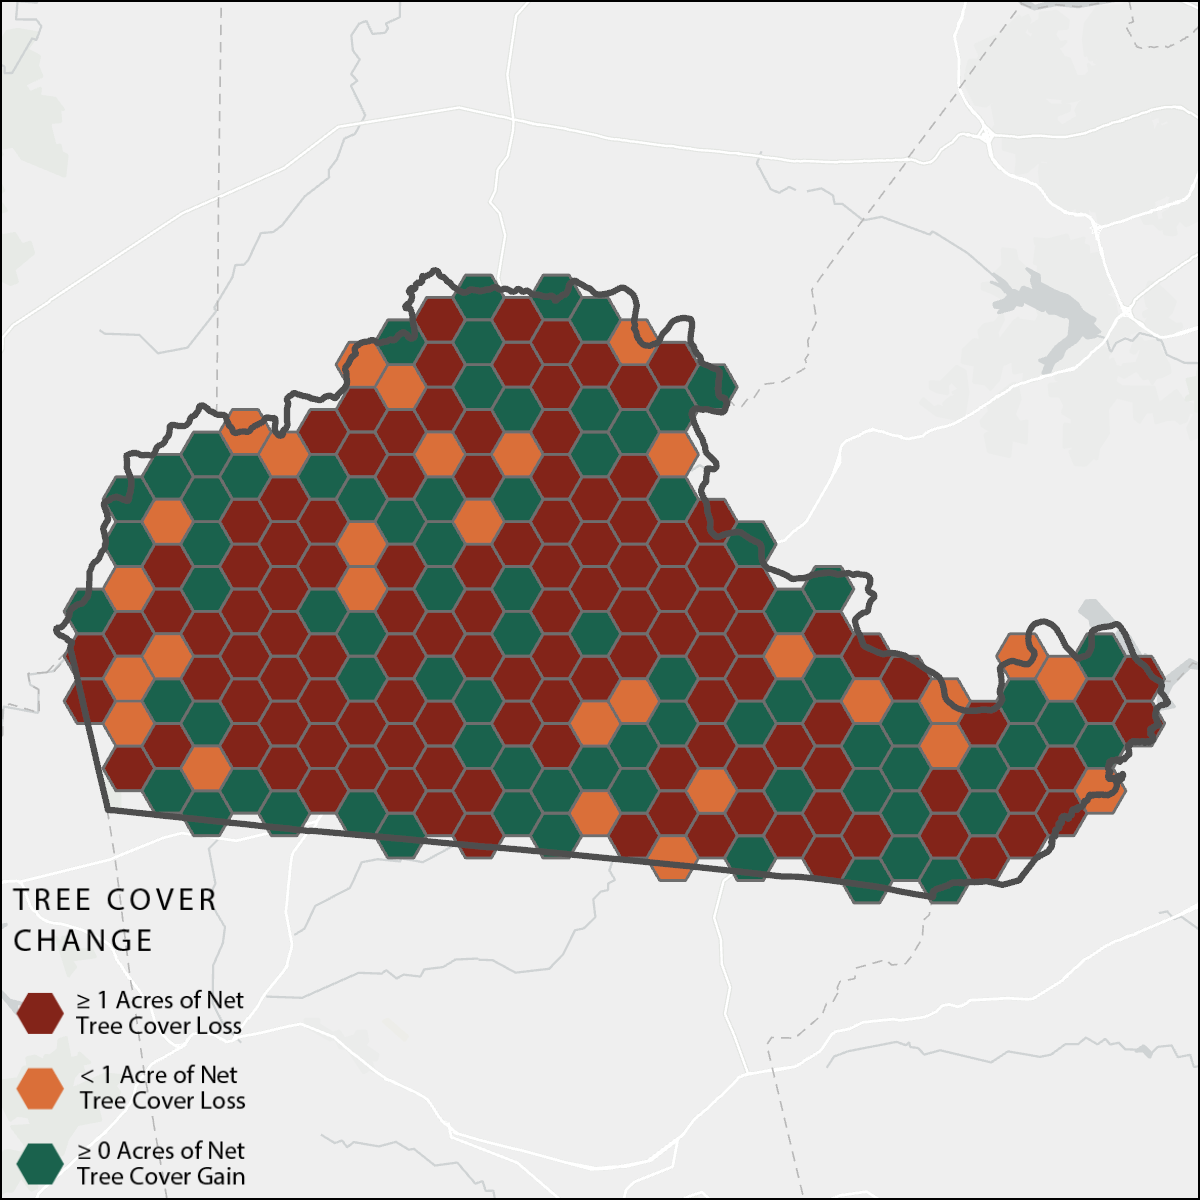 TREE COVER
CHANGE
≥ 1 Acres of Net
Tree Cover Loss
< 1 Acre of Net
Tree Cover Loss
≥ 0 Acres of Net
Tree Cover Gain